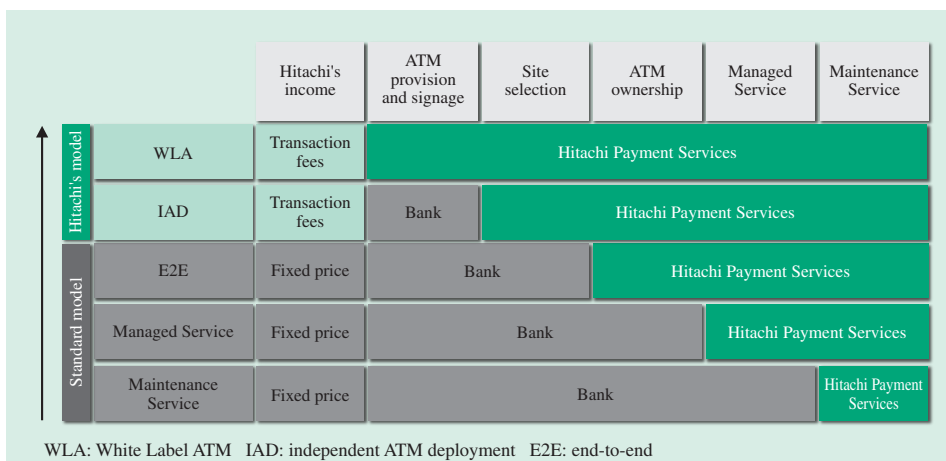 Hitachi's
income
ATM
provision
and signage
Site
selection
ATM
ownership
Managed
Service
Maintenance
Service
Hitachi's model
WLA
Transaction
fees
Hitachi Payment Services
IAD
Transaction
fees
Bank
Hitachi Payment Services
Standard model
E2E
Fixed price
Bank
Hitachi Payment Services
Managed Service
Fixed price
Bank
Hitachi Payment Services
Maintenance
Service
Fixed price
Bank
Hitachi Payment
Services
WLA: White Label ATM IAD: independent ATM deployment E2E: end-to-end